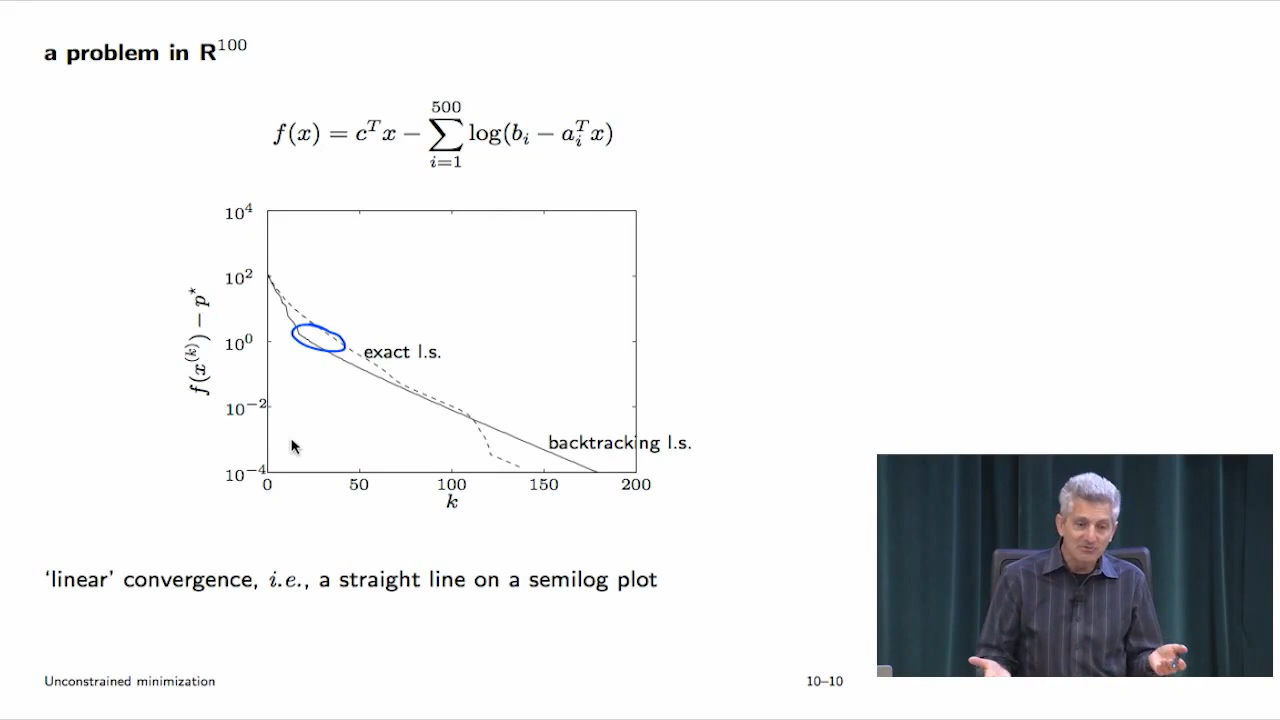 a problem in R^100
f(x) = c^T x − ∑_{i=1}^{500} log(b_i − a_i^T x)
10^4
10^2
10^0
10^−2
10^−4
f(x^(k)) − p^⋆
exact l.s.
backtracking l.s.
0 50 100 150 200
k
‘linear’ convergence, i.e., a straight line on a semilog plot
Unconstrained minimization 10–10